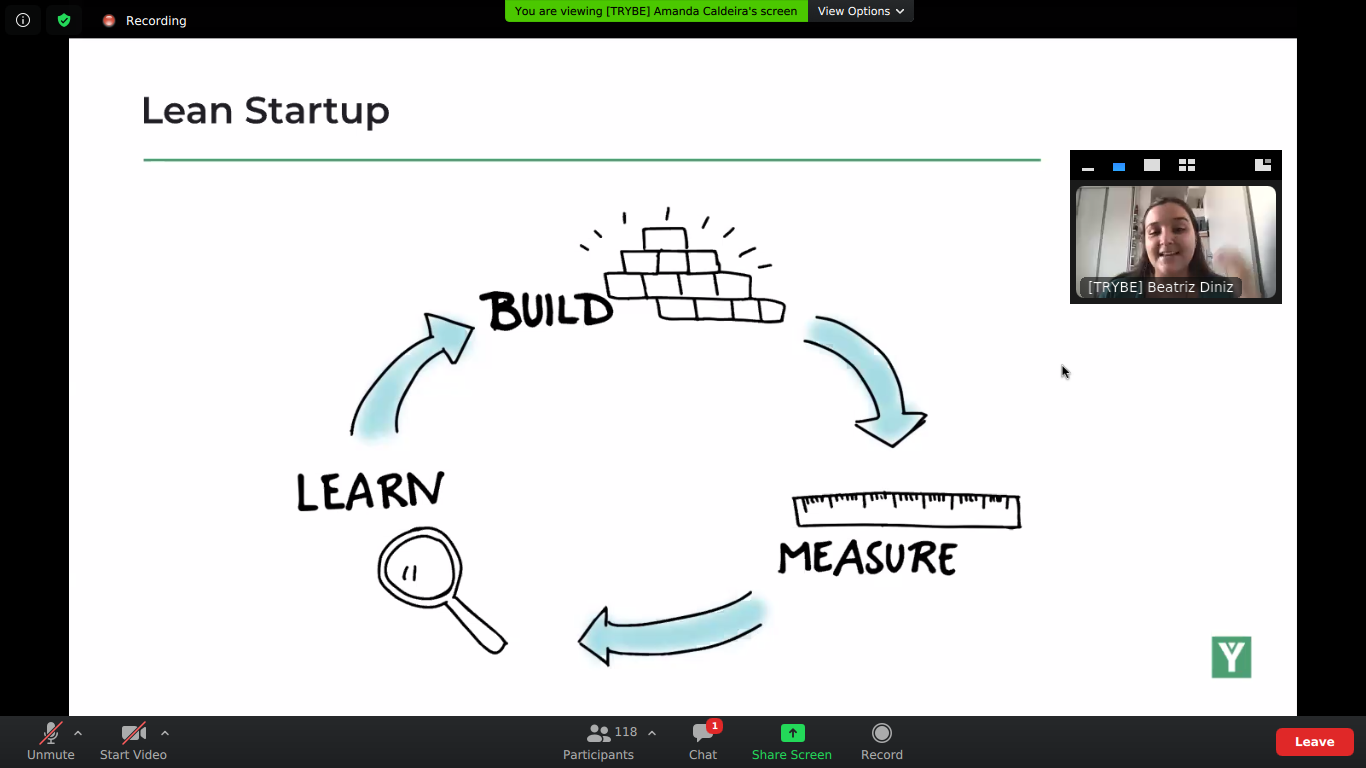 Recording
You are viewing [TRYBE] Amanda Caldeira's screen
View Options
Lean Startup
[TRYBE] Beatriz Diniz
BUILD
LEARN
MEASURE
Y
Unmute
Start Video
118
Participants
1
Chat
Share Screen
Record
Leave